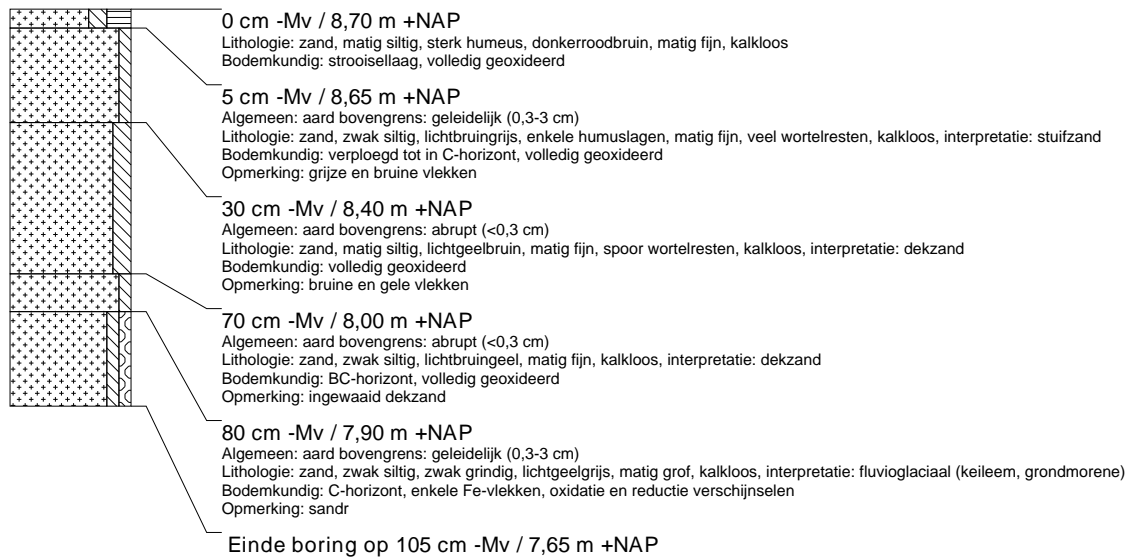 0 cm -Mv / 8,70 m +NAP
Lithologie: zand, matig siltig, sterk humeus, donkerroodbruin, matig fijn, kalkloos
Bodemkundig: strooisellaag, volledig geoxideerd
5 cm -Mv / 8,65 m +NAP
Algemeen: aard bovengrens: geleidelijk (0,3-3 cm)
Lithologie: zand, zwak siltig, lichtbruingrijs, enkele humuslagen, matig fijn, veel wortelresten, kalkloos, interpretatie: stuifzand
Bodemkundig: verploegd tot in C-horizont, volledig geoxideerd
Opmerking: grijze en bruine vlekken
30 cm -Mv / 8,40 m +NAP
Algemeen: aard bovengrens: abrupt (<0,3 cm)
Lithologie: zand, matig siltig, lichtgeelbruin, matig fijn, spoor wortelresten, kalkloos, interpretatie: dekzand
Bodemkundig: volledig geoxideerd
Opmerking: bruine en gele vlekken
70 cm -Mv / 8,00 m +NAP
Algemeen: aard bovengrens: abrupt (<0,3 cm)
Lithologie: zand, zwak siltig, lichtbruingeel, matig fijn, kalkloos, interpretatie: dekzand
Bodemkundig: BC-horizont, volledig geoxideerd
Opmerking: ingewaaid dekzand
80 cm -Mv / 7,90 m +NAP
Algemeen: aard bovengrens: geleidelijk (0,3-3 cm)
Lithologie: zand, zwak siltig, zwak grindig, lichtgeelgrijs, matig grof, kalkloos, interpretatie: fluvioglaciaal (keileem, grondmorene)
Bodemkundig: C-horizont, enkele Fe-vlekken, oxidatie en reductie verschijnselen
Opmerking: sandr
Einde boring op 105 cm -Mv / 7,65 m +NAP